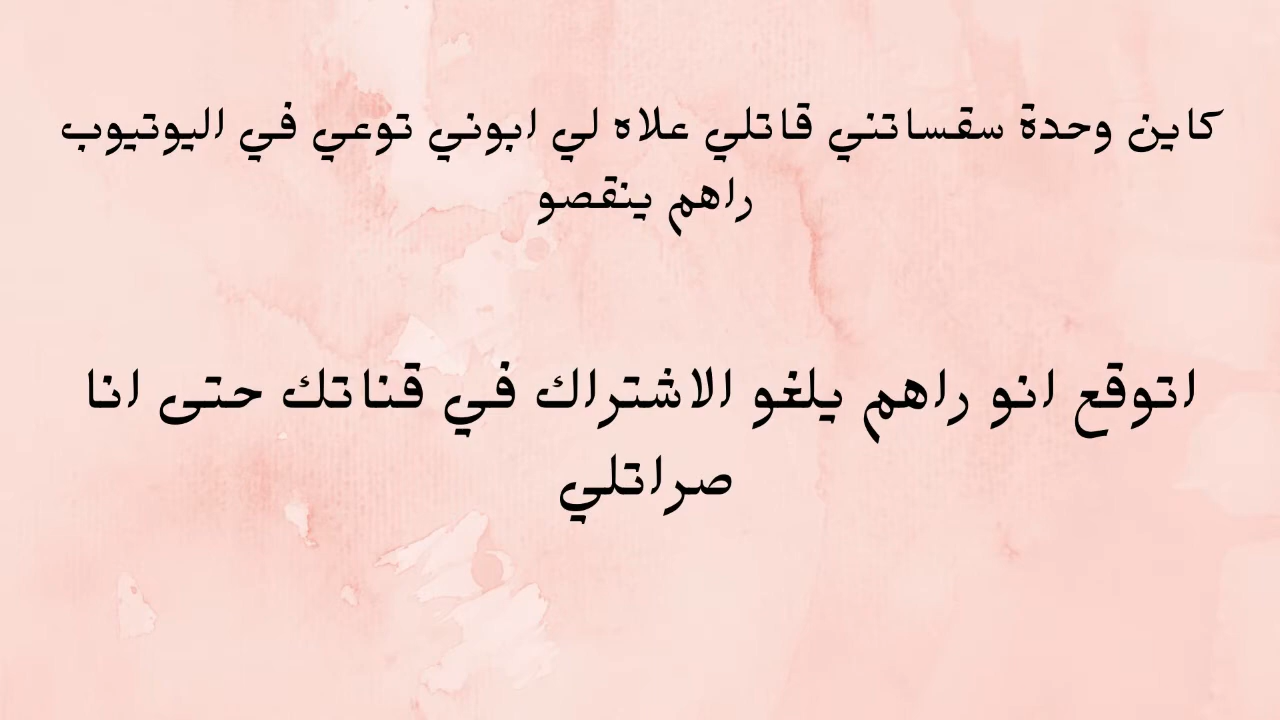 كاين وحدة سقساتني قاتلي علاه لي ابوني توعي في اليوتيوب
راهم ينقصو
اتوقع انو راهم يلغو الاشتراك في قناتك حتى انا
صراتلي